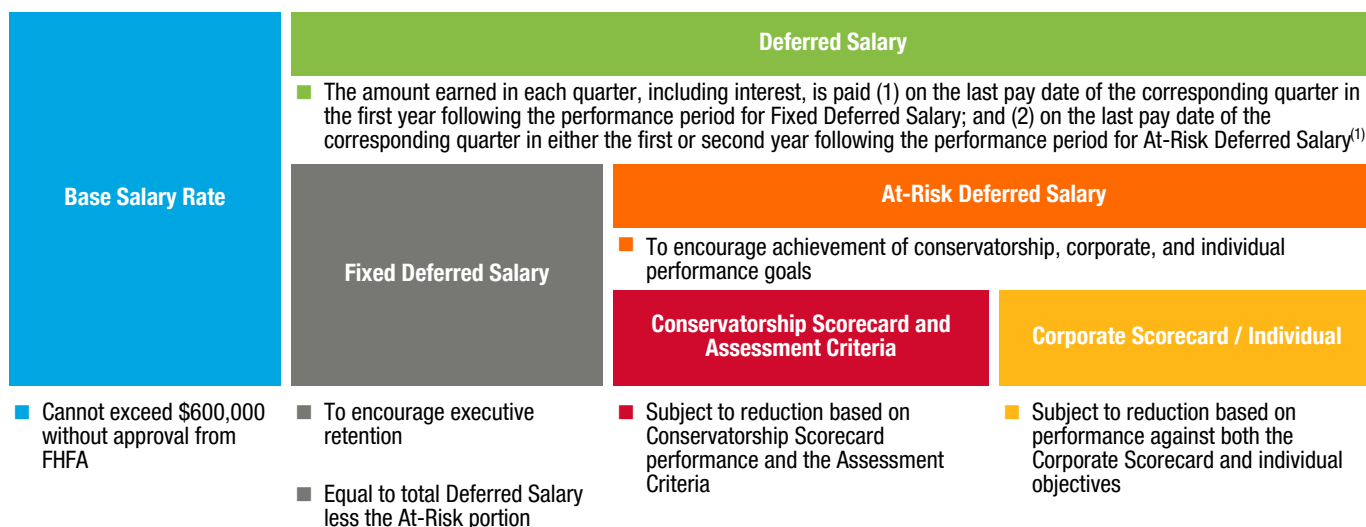 Deferred Salary
■ The amount earned in each quarter, including interest, is paid (1) on the last pay date of the corresponding quarter in
the first year following the performance period for Fixed Deferred Salary; and (2) on the last pay date of the
corresponding quarter in either the first or second year following the performance period for At-Risk Deferred Salary(1)
Base Salary Rate
At-Risk Deferred Salary
■ To encourage achievement of conservatorship, corporate, and individual
performance goals
Fixed Deferred Salary
Conservatorship Scorecard and
Assessment Criteria
Corporate Scorecard / Individual
■ Cannot exceed $600,000
without approval from
FHFA
■ To encourage executive
retention
■ Equal to total Deferred Salary
less the At-Risk portion
■ Subject to reduction based on
Conservatorship Scorecard
performance and the Assessment
Criteria
■ Subject to reduction based on
performance against both the
Corporate Scorecard and individual
objectives